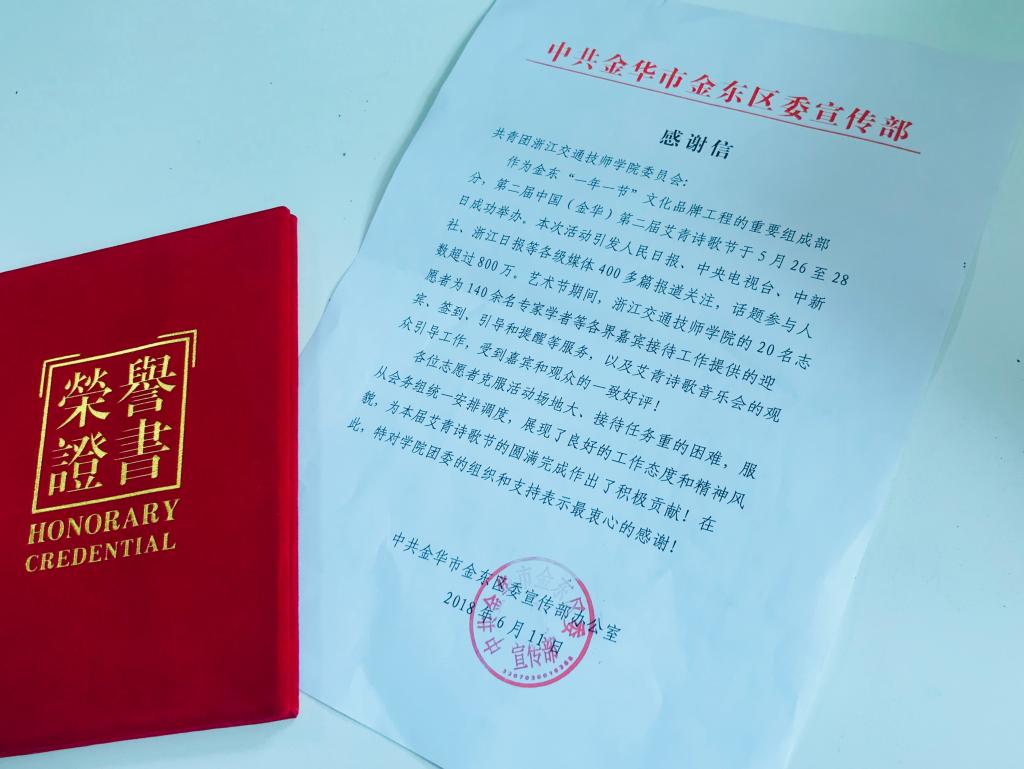 榮譽
證書
HONORARY
CREDENTIAL
中共金华市金东区委宣传部
感谢信
共青团浙江交通技师学院委员会：
作为金东“一年一节”文化品牌工程的重要组成部
分，第二届中国（金华）第二届艾青诗歌节于5月26至28
日成功举办。本次活动引发人民日报、中央电视台、中新
社、浙江日报等各级媒体400多篇报道关注，话题参与人
数超过800万。艺术节期间，浙江交通技师学院的20名志
愿者为140余名专家学者等各界嘉宾接待工作提供的迎
宾、签到、引导和提醒等服务，以及艾青诗歌音乐会的观
众引导工作，受到嘉宾和观众的一致好评！
各位志愿者克服活动场地大、接待任务重的困难，服
从会务组统一安排调度，展现了良好的工作态度和精神风
貌，为本届艾青诗歌节的圆满完成作出了积极贡献！在
此，特对学院团委的组织和支持表示最衷心的感谢！
中共金华市金东区委宣传部办公室
2018年6月11日
中共金华市金东区委
宣传部